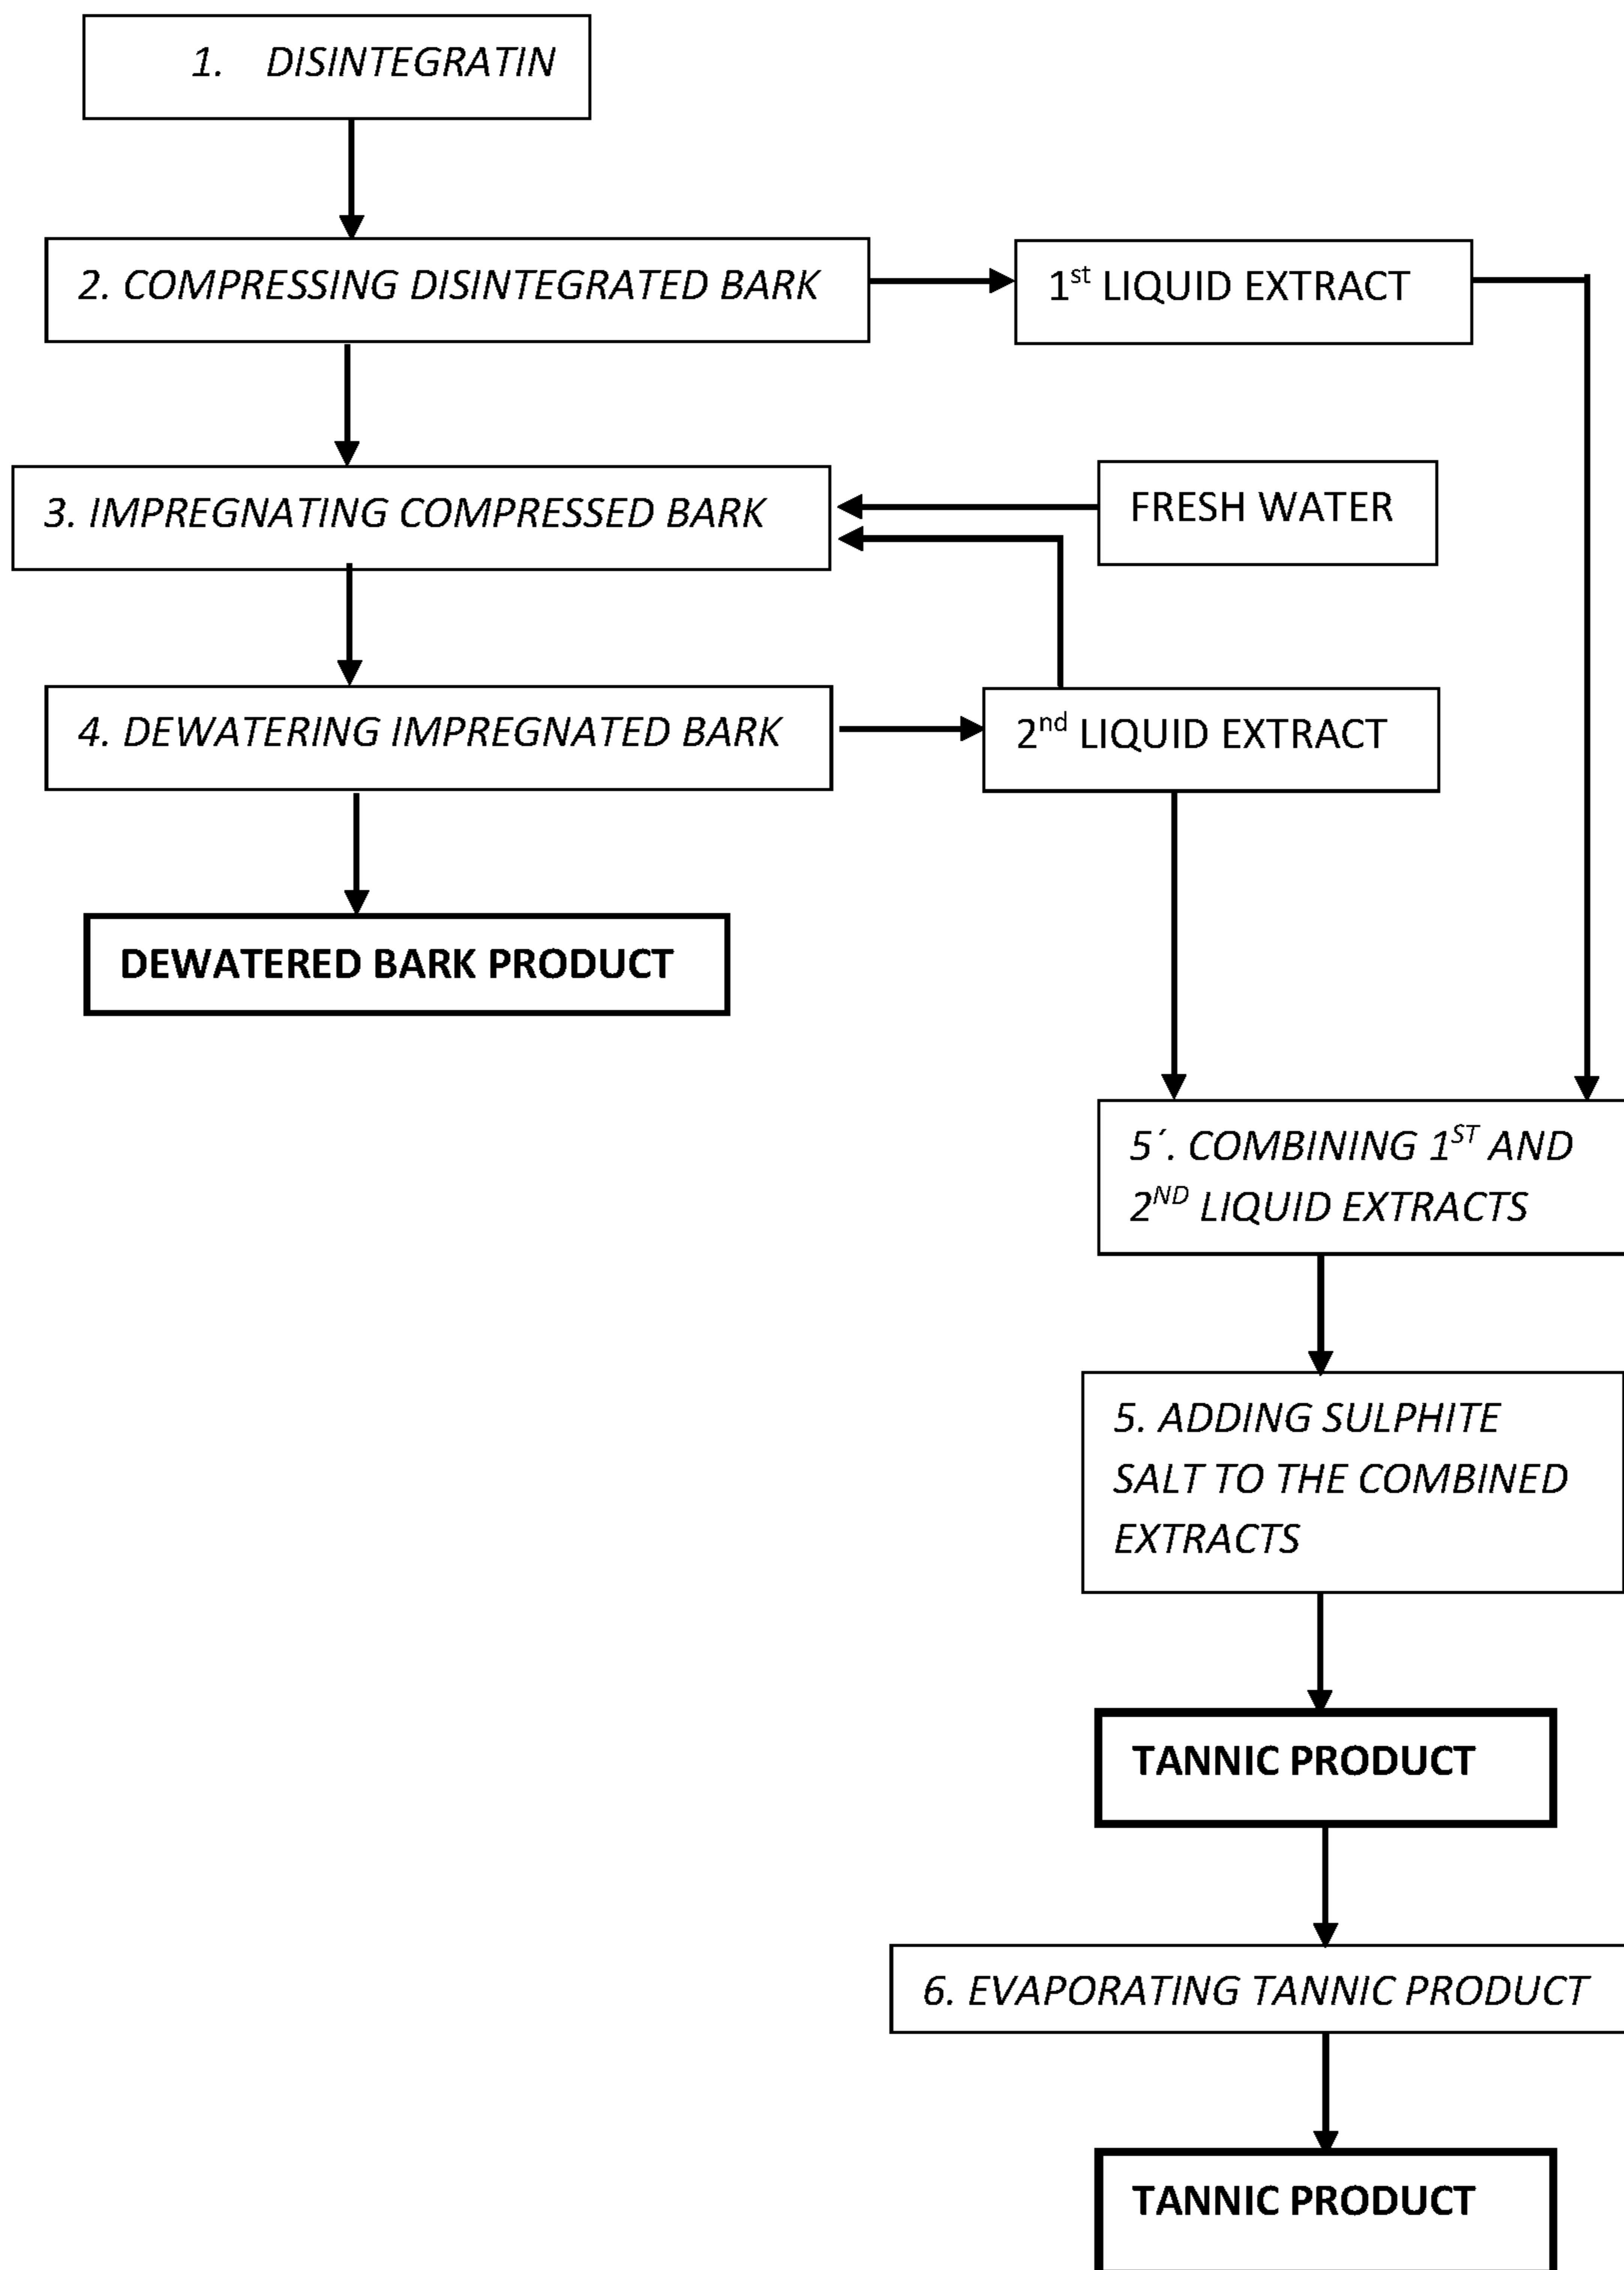 1. DISINTEGRATIN
2. COMPRESSING DISINTEGRATED BARK
1st LIQUID EXTRACT
3. IMPREGNATING COMPRESSED BARK
FRESH WATER
4. DEWATERING IMPREGNATED BARK
2nd LIQUID EXTRACT
DEWATERED BARK PRODUCT
5´. COMBINING 1ST AND
2ND LIQUID EXTRACTS
5. ADDING SULPHITE
SALT TO THE COMBINED
EXTRACTS
TANNIC PRODUCT
6. EVAPORATING TANNIC PRODUCT
TANNIC PRODUCT